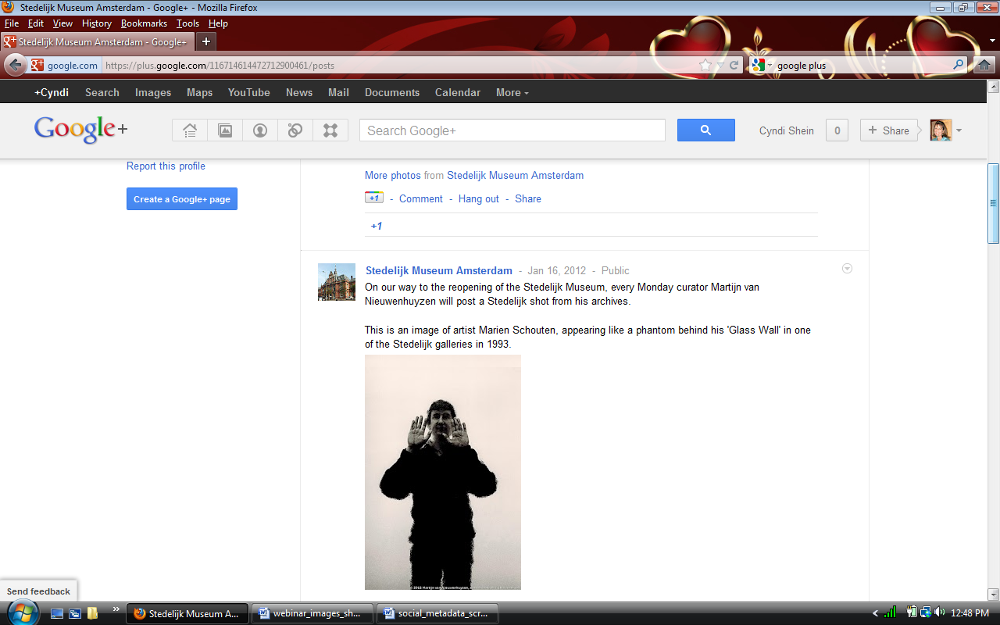 Stedelijk Museum Amsterdam - Google+ - Mozilla Firefox
File Edit View History Bookmarks Tools Help
Stedelijk Museum Amsterdam - Google+ +
google.com https://plus.google.com/116714614472712900461/posts google plus
+Cyndi Search Images Maps YouTube News Mail Documents Calendar More
Google+ Search Google+ Cyndi Shein 0 + Share
Report this profile
Create a Google+ page
More photos from Stedelijk Museum Amsterdam
+1 - Comment - Hang out - Share
+1
Stedelijk Museum Amsterdam - Jan 16, 2012 - Public
On our way to the reopening of the Stedelijk Museum, every Monday curator Martijn van
Nieuwenhuyzen will post a Stedelijk shot from his archives.
This is an image of artist Marien Schouten, appearing like a phantom behind his 'Glass Wall' in one
of the Stedelijk galleries in 1993.
© 2012 Martijn van Nieuwenhuyzen,
Send feedback
Stedelijk Museum A... webinar_images_sh... social_metadata_scr... 12:48 PM